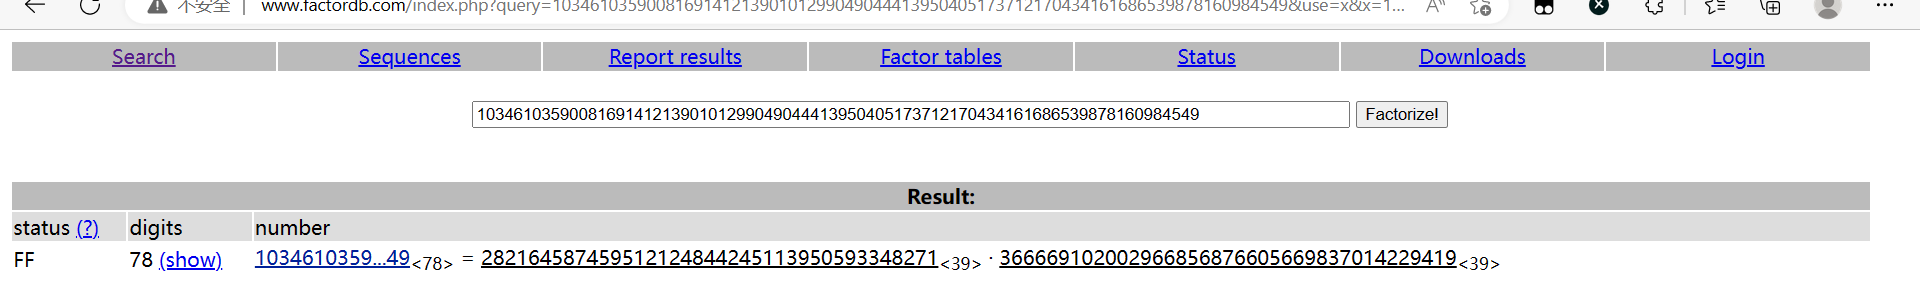 不安全 | www.factordb.com/index.php?query=103461035900816914121390101299049044413950405173712170434161686539878160984549&use=x&x=1...
Search Sequences Report results Factor tables Status Downloads Login
103461035900816914121390101299049044413950405173712170434161686539878160984549 Factorize!
Result:
status (?) digits number
FF 78 (show) 1034610359...49<78> = 282164587459512124844245113950593348271<39> · 366669102002966856876605669837014229419<39>